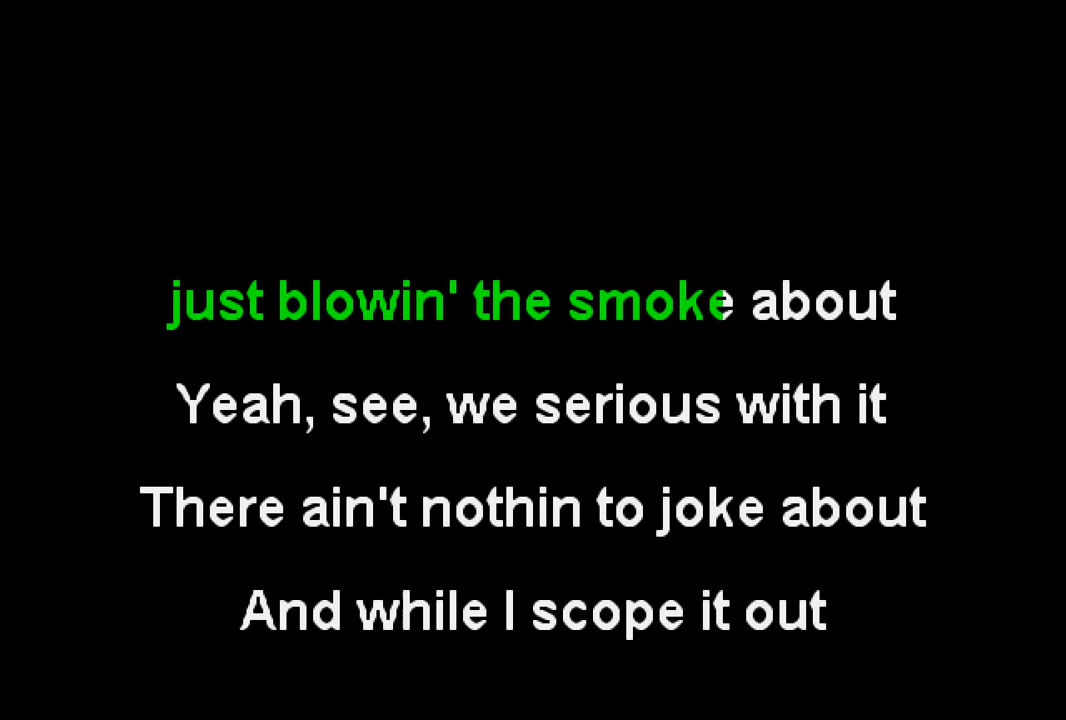 just blowin' the smoke about
Yeah, see, we serious with it
There ain't nothin to joke about
And while I scope it out